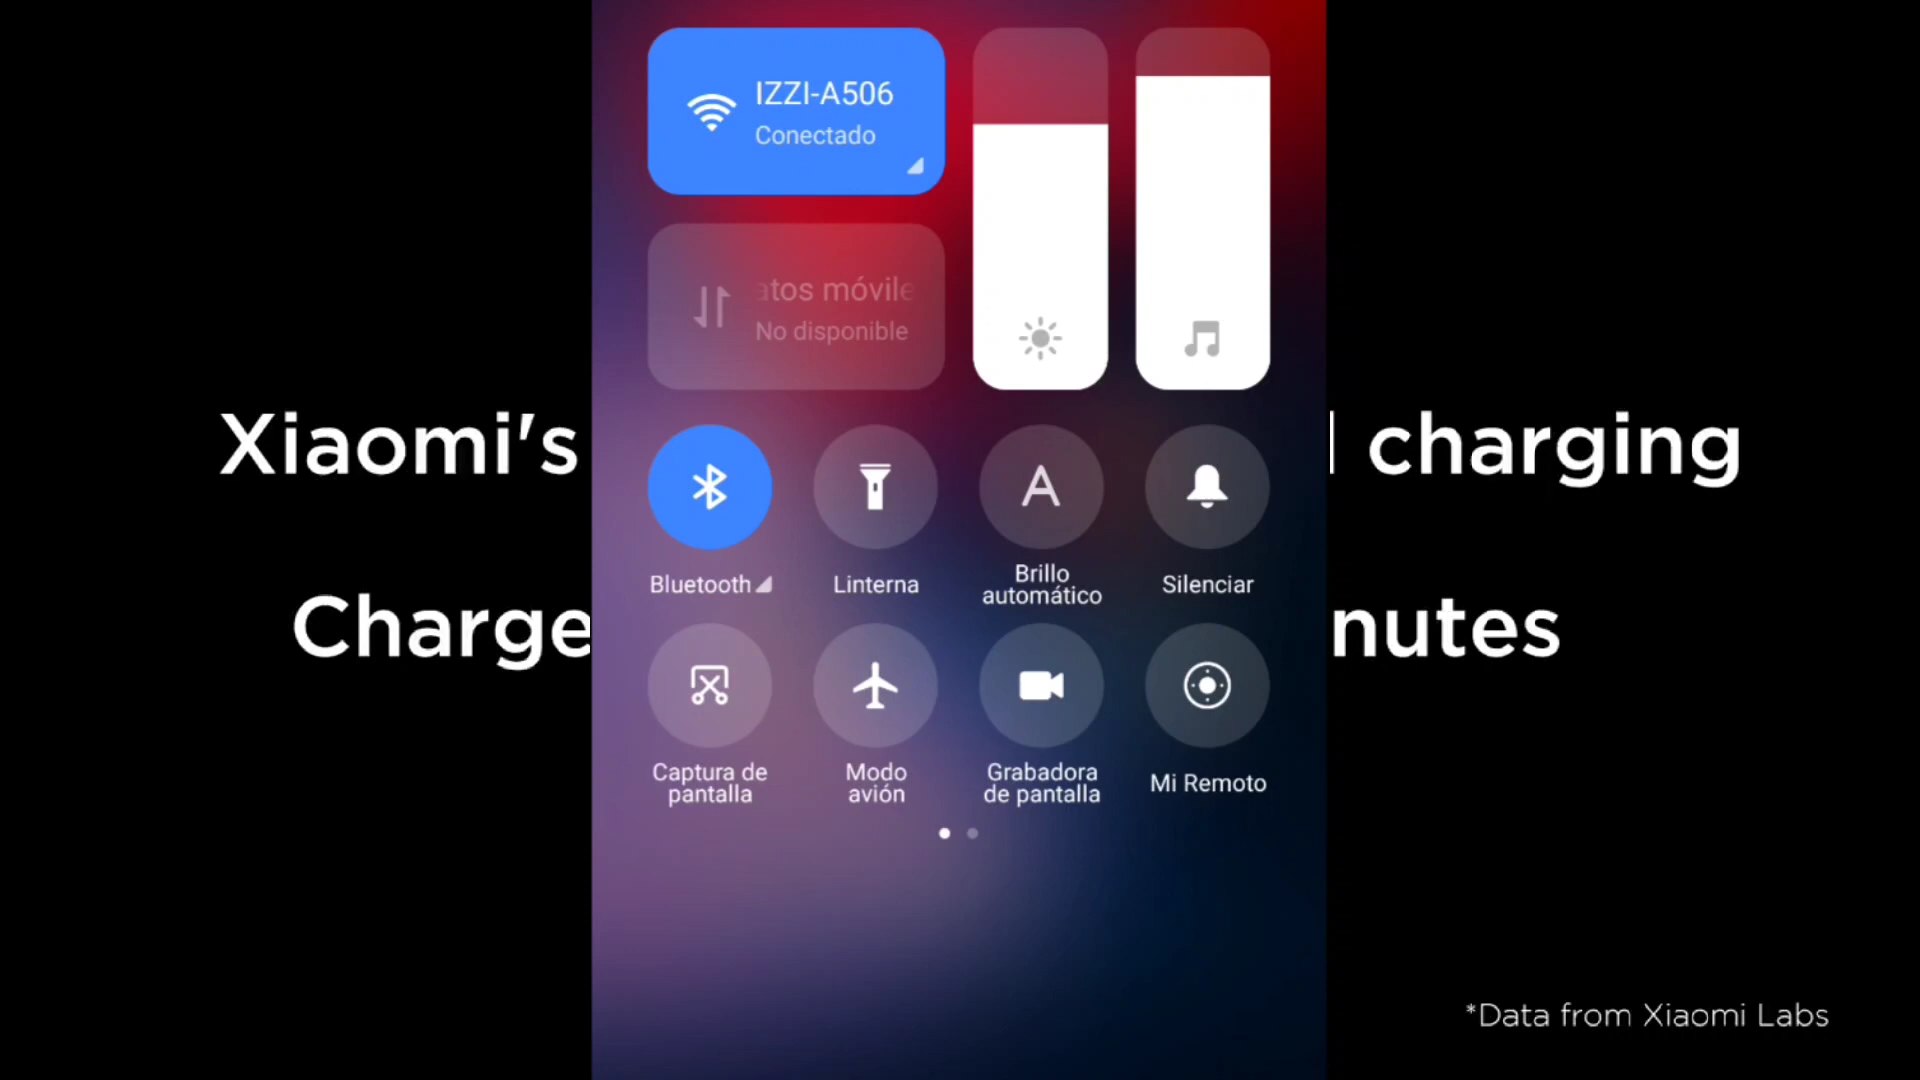 IZZI-A506
Conectado
atos móvile
No disponible
Xiaomi's
charging
Bluetooth
Linterna
A
Brillo
automático
Silenciar
Charge
nutes
Captura de
pantalla
Modo
avión
Grabadora
de pantalla
Mi Remoto
*Data from Xiaomi Labs